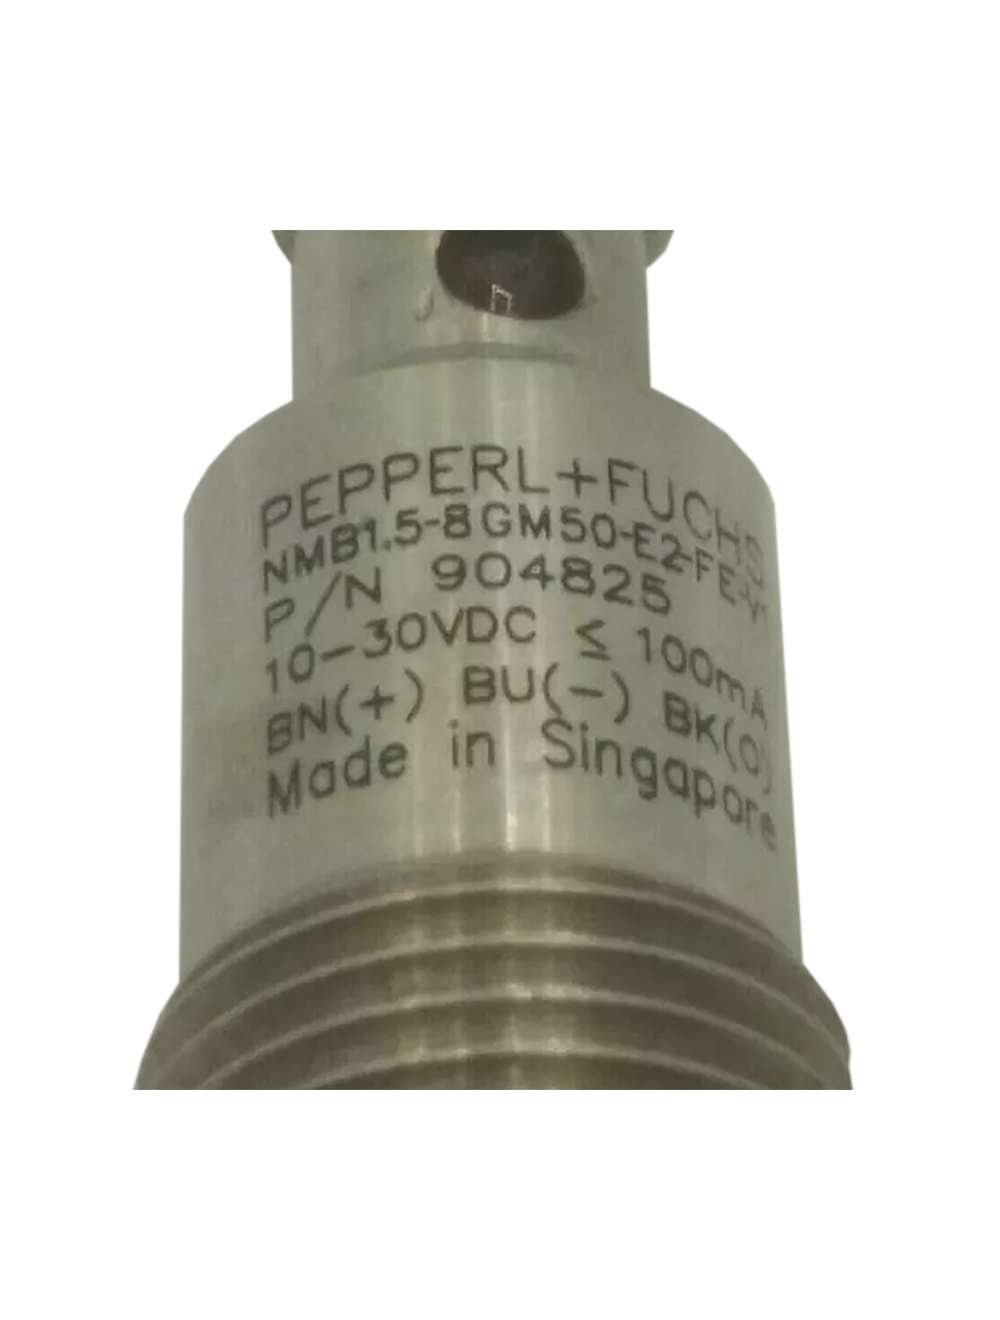 PEPPERL+FUCHS
NMB1.5-8GM50-E2-FE-V1
P/N 904825
10-30VDC ≤ 100mA
BN(+) BU(-) BK(O)
Made in Singapore